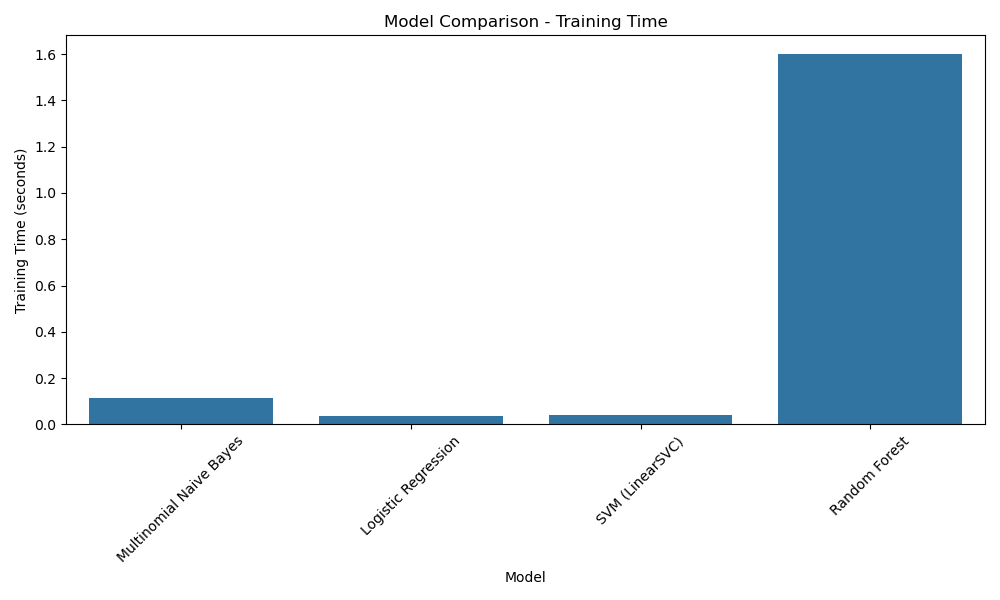 Model Comparison - Training Time
Training Time (seconds)
1.6
1.4
1.2
1.0
0.8
0.6
0.4
0.2
0.0
Multinomial Naive Bayes
Logistic Regression
SVM (LinearSVC)
Random Forest
Model